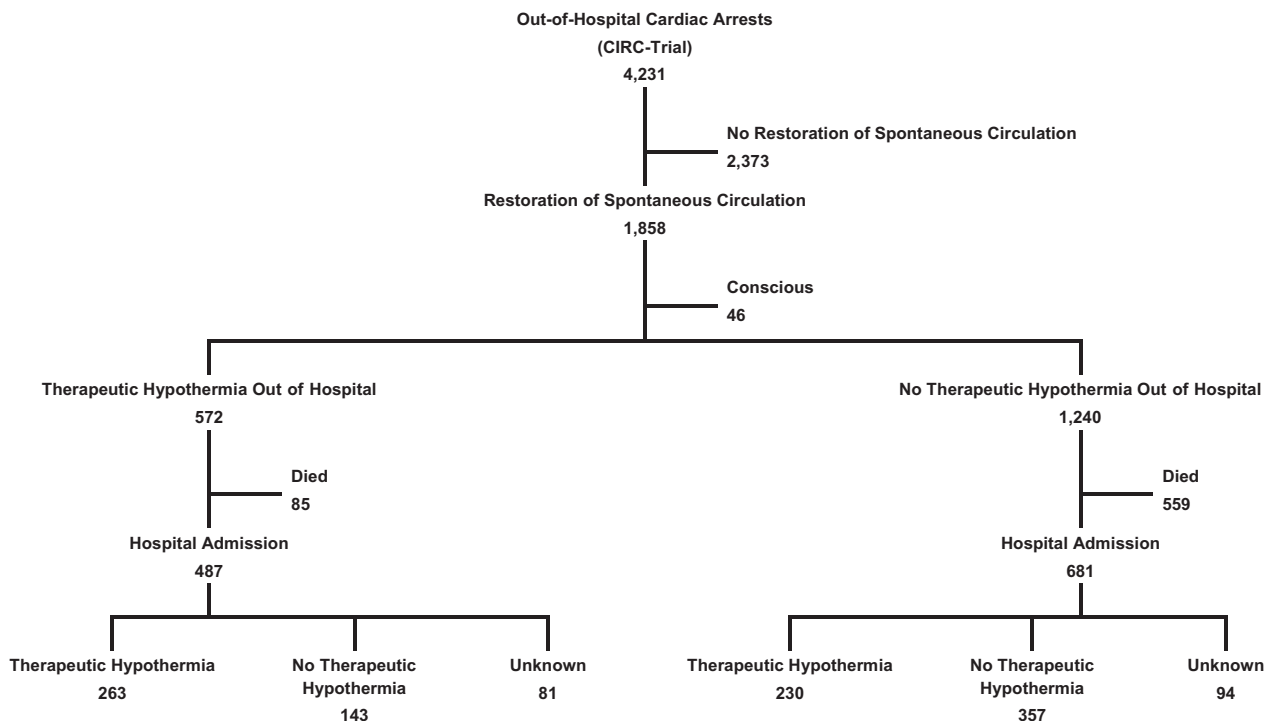 Out-of-Hospital Cardiac Arrests
(CIRC-Trial)
4,231
No Restoration of Spontaneous Circulation
2,373
Restoration of Spontaneous Circulation
1,858
Conscious
46
Therapeutic Hypothermia Out of Hospital
572
No Therapeutic Hypothermia Out of Hospital
1,240
Died
85
Died
559
Hospital Admission
487
Hospital Admission
681
Therapeutic Hypothermia
263
No Therapeutic
Hypothermia
143
Unknown
81
Therapeutic Hypothermia
230
No Therapeutic
Hypothermia
357
Unknown
94